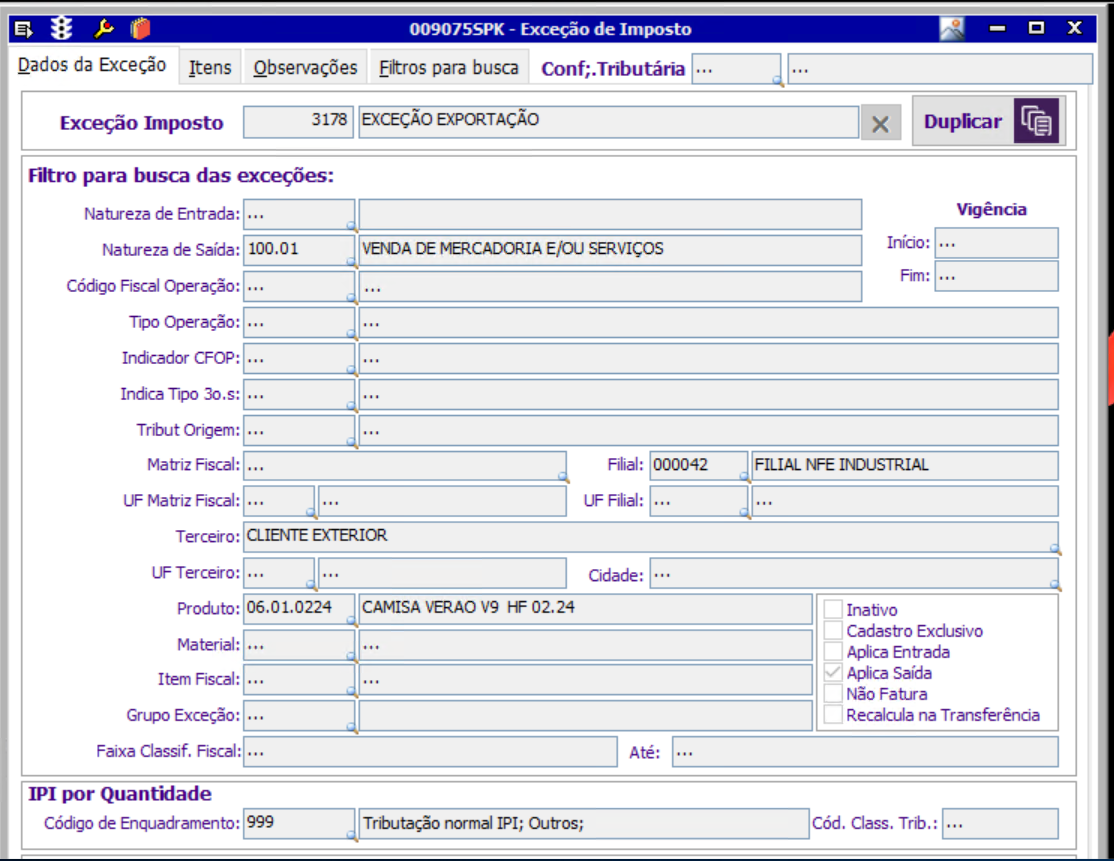 009075SPK - Exceção de Imposto
Dados da Exceção Itens Observações Filtros para busca Conf;.Tributária ... ...
Exceção Imposto 3178 EXCEÇÃO EXPORTAÇÃO Duplicar
Filtro para busca das exceções:
Natureza de Entrada: ... Vigência
Natureza de Saída: 100.01 VENDA DE MERCADORIA E/OU SERVIÇOS Início: ...
Código Fiscal Operação: ... ... Fim: ...
Tipo Operação: ... ...
Indicador CFOP: ... ...
Indica Tipo 3o.s: ... ...
Tribut Origem: ... ...
Matriz Fiscal: ... Filial: 000042 FILIAL NFE INDUSTRIAL
UF Matriz Fiscal: ... ... UF Filial: ... ...
Terceiro: CLIENTE EXTERIOR
UF Terceiro: ... ... Cidade: ...
Produto: 06.01.0224 CAMISA VERAO V9 HF 02.24 Inativo
Cadastro Exclusivo
Material: ... ... Aplica Entrada
Item Fiscal: ... ... Aplica Saída
Não Fatura
Grupo Exceção: ... Recalcula na Transferência
Faixa Classif. Fiscal: ... Até: ...
IPI por Quantidade
Código de Enquadramento: 999 Tributação normal IPI; Outros; Cód. Class. Trib.: ...